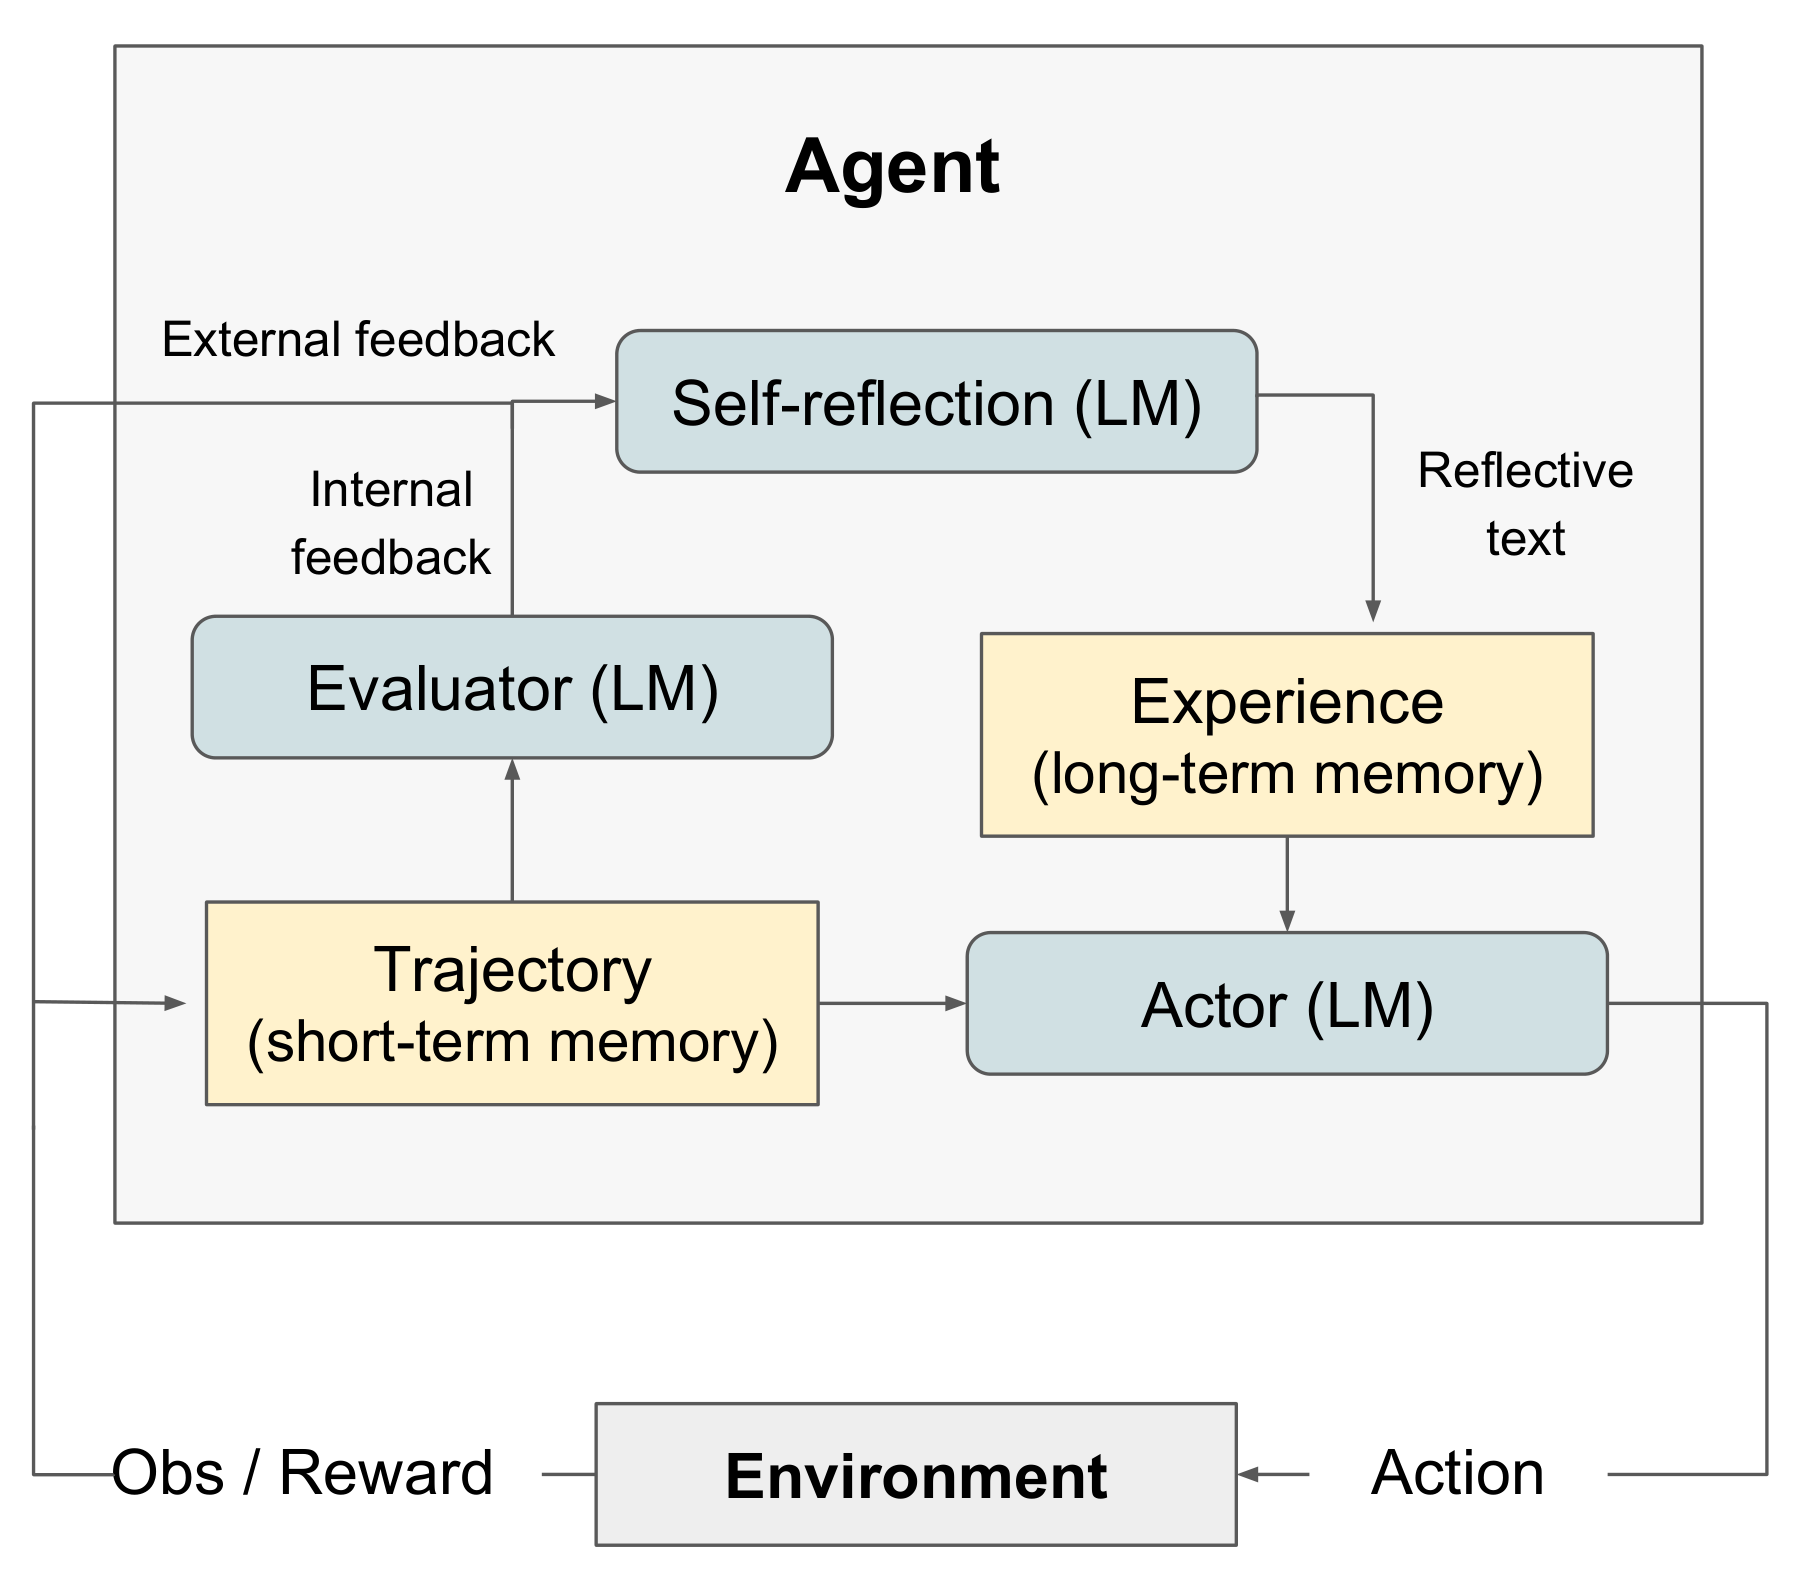 Agent
External feedback
Self-reflection (LM)
Internal
feedback
Reflective
text
Evaluator (LM)
Experience
(long-term memory)
Trajectory
(short-term memory)
Actor (LM)
Obs / Reward
Environment
Action